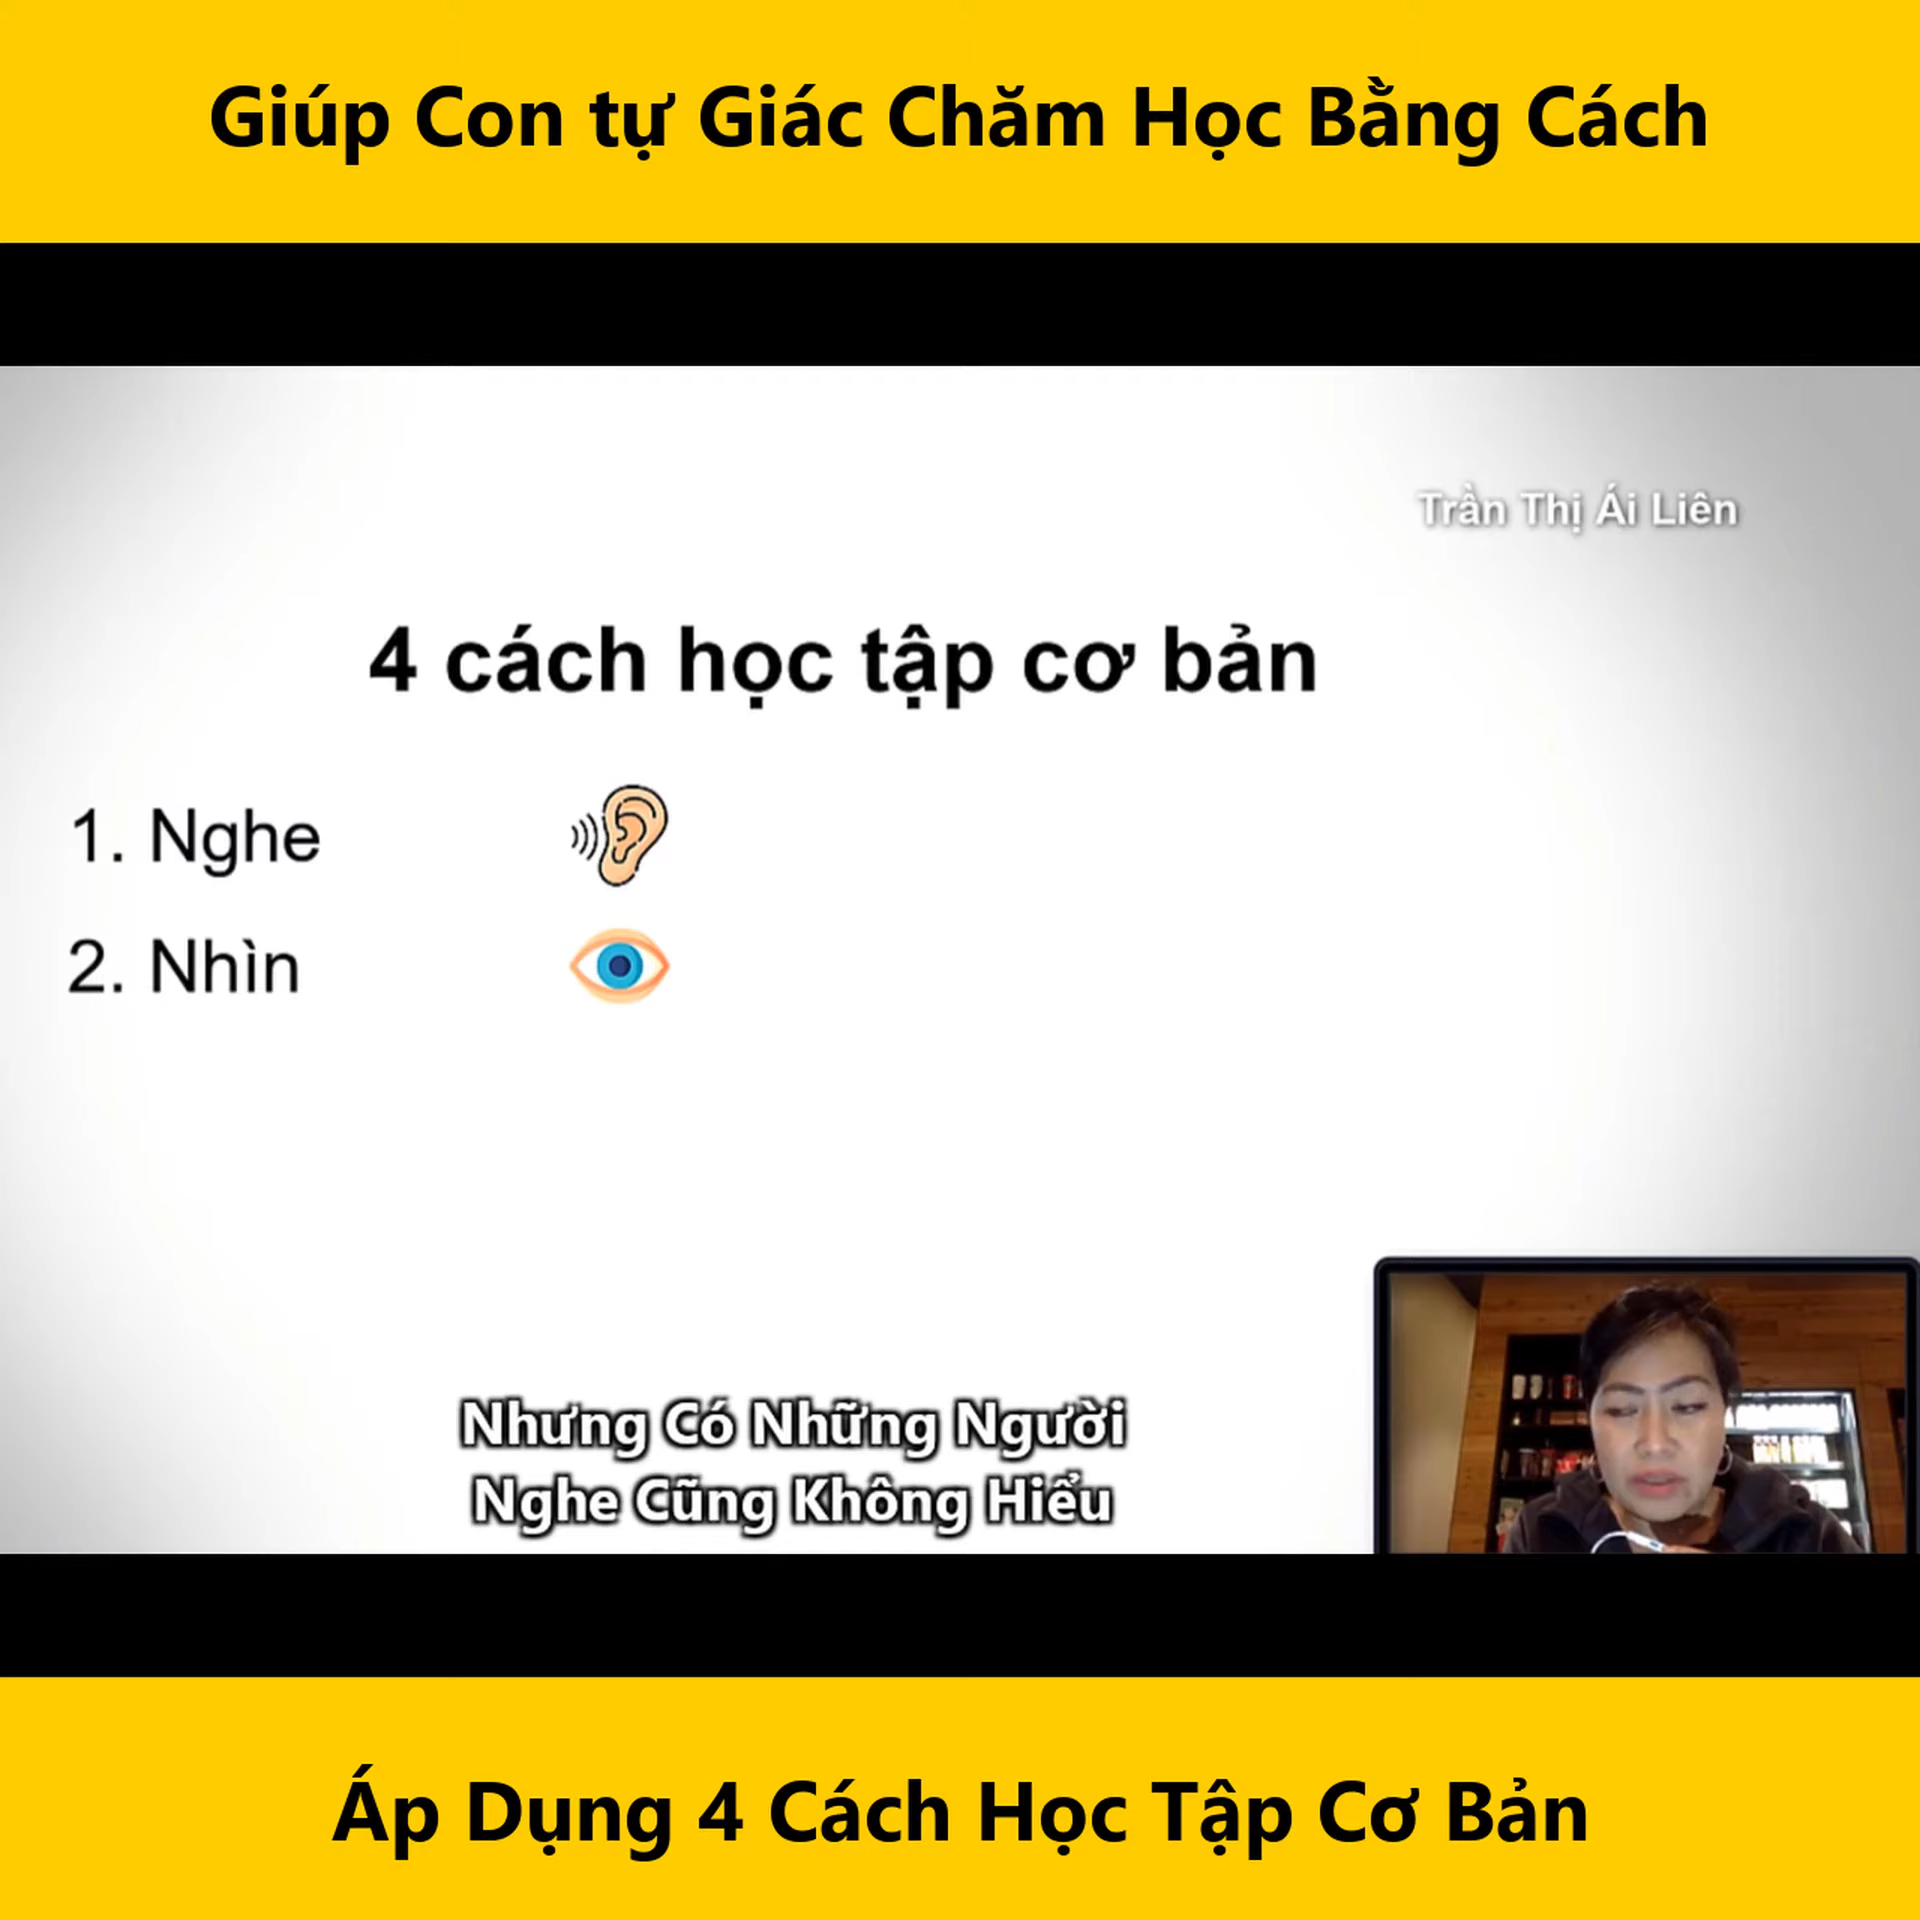 Giúp Con tự Giác Chăm Học Bằng Cách
Trần Thị Ái Liên
4 cách học tập cơ bản
1. Nghe
2. Nhìn
Nhưng Có Những Người
Nghe Cũng Không Hiểu
Áp Dụng 4 Cách Học Tập Cơ Bản